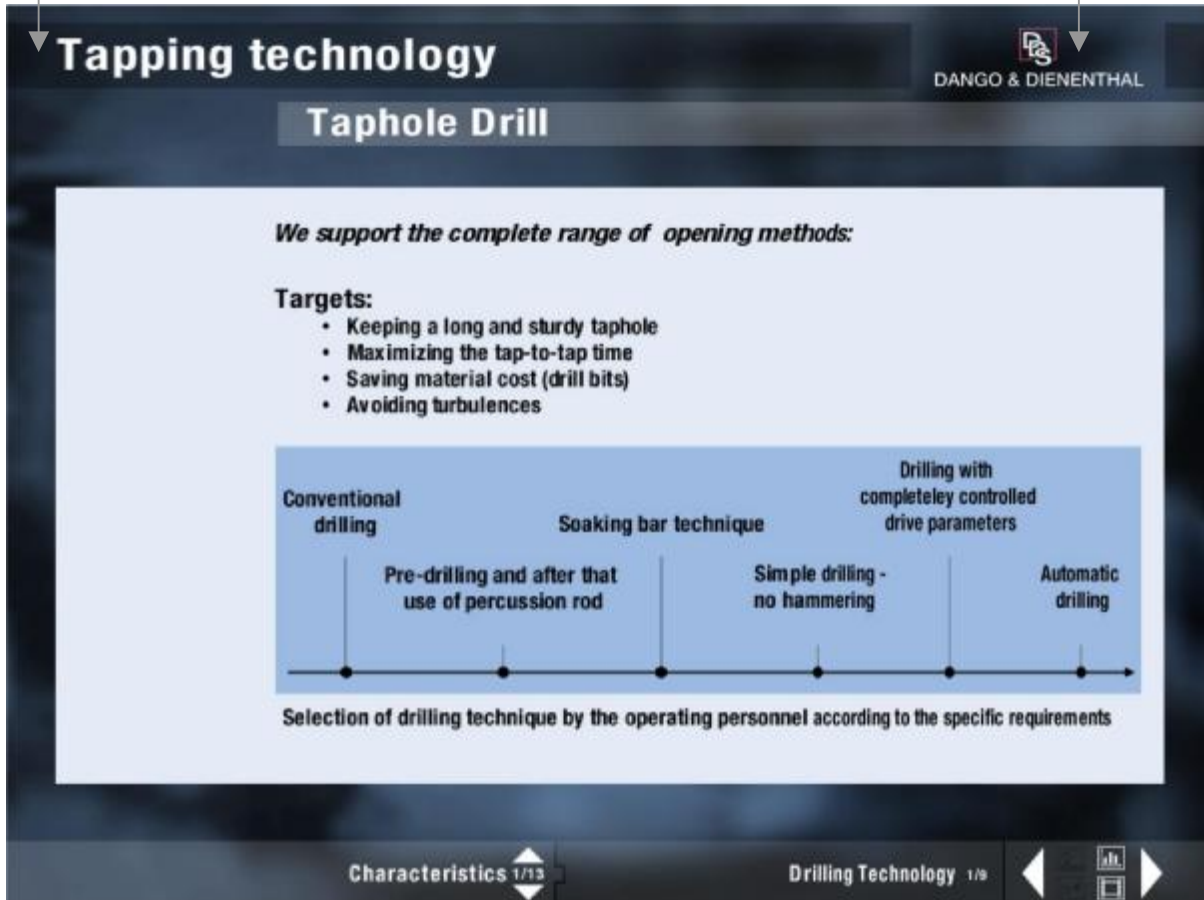 Tapping technology
DDS
DANGO & DIENENTHAL
Taphole Drill
We support the complete range of opening methods:
Targets:
• Keeping a long and sturdy taphole
• Maximizing the tap-to-tap time
• Saving material cost (drill bits)
• Avoiding turbulences
Conventional
drilling
Pre-drilling and after that
use of percussion rod
Soaking bar technique
Simple drilling -
no hammering
Drilling with
completeley controlled
drive parameters
Automatic
drilling
Selection of drilling technique by the operating personnel according to the specific requirements
Characteristics 1/13
Drilling Technology 1/9